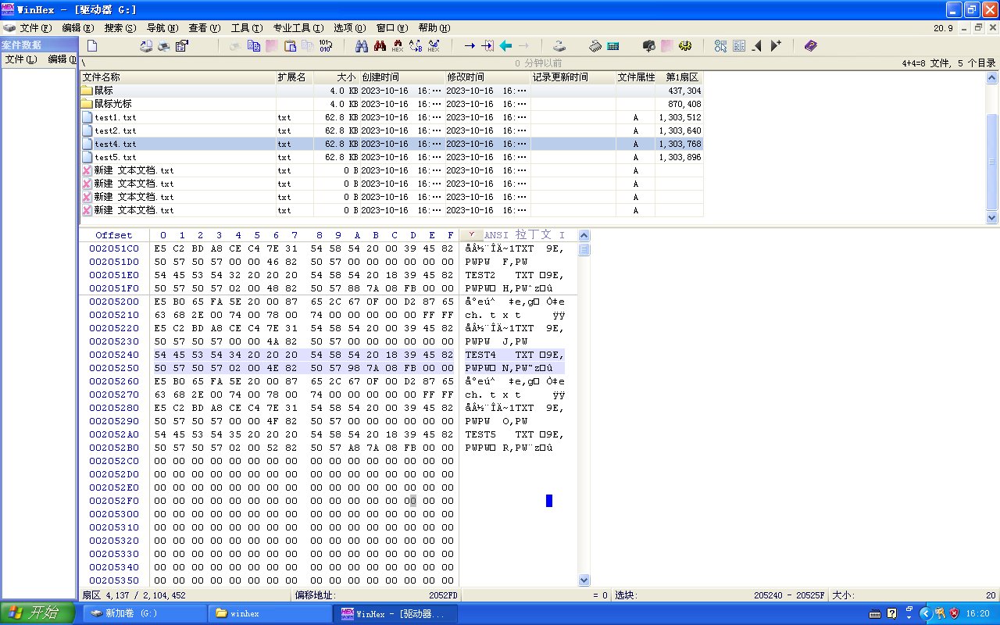 WinHex - [驱动器 G:]
文件(F) 编辑(E) 搜索(S) 导航(N) 查看(V) 工具(T) 专业工具(I) 选项(O) 窗口(W) 帮助(H) 20.9
案件数据
文件(L) 编辑(D
\ 0 分钟以前 4+4=8 文件, 5 个目录
文件名称 扩展名 大小 创建时间 修改时间 记录更新时间 文件属性 第1扇区
鼠标 4.0 KB 2023-10-16 16:… 2023-10-16 16:… 437,304
鼠标光标 4.0 KB 2023-10-16 16:… 2023-10-16 16:… 870,408
test1.txt txt 62.8 KB 2023-10-16 16:… 2023-10-16 16:… A 1,303,512
test2.txt txt 62.8 KB 2023-10-16 16:… 2023-10-16 16:… A 1,303,640
test4.txt txt 62.8 KB 2023-10-16 16:… 2023-10-16 16:… A 1,303,768
test5.txt txt 62.8 KB 2023-10-16 16:… 2023-10-16 16:… A 1,303,896
新建 文本文档.txt txt 0 B 2023-10-16 16:… 2023-10-16 16:… A
新建 文本文档.txt txt 0 B 2023-10-16 16:… 2023-10-16 16:… A
新建 文本文档.txt txt 0 B 2023-10-16 16:… 2023-10-16 16:… A
新建 文本文档.txt txt 0 B 2023-10-16 16:… 2023-10-16 16:… A
Offset 0 1 2 3 4 5 6 7 8 9 A B C D E F ANSI 拉丁文 I
002051C0 E5 C2 BD A8 CE C4 7E 31 54 58 54 20 00 39 45 82 åÂ½¨ÎÄ~1TXT 9E‚
002051D0 50 57 50 57 00 00 46 82 50 57 00 00 00 00 00 00 PWPW F‚PW
002051E0 54 45 53 54 32 20 20 20 54 58 54 20 18 39 45 82 TEST2 TXT □9E‚
002051F0 50 57 50 57 02 00 48 82 50 57 88 7A 08 FB 00 00 PWPW□ H‚PWˆz□û
00205200 E5 B0 65 FA 5E 20 00 87 65 2C 67 0F 00 D2 87 65 å°eú^ ‡e,g□ Ò‡e
00205210 63 68 2E 00 74 00 78 00 74 00 00 00 00 00 FF FF ch. t x t ÿÿ
00205220 E5 C2 BD A8 CE C4 7E 31 54 58 54 20 00 39 45 82 åÂ½¨ÎÄ~1TXT 9E‚
00205230 50 57 50 57 00 00 4A 82 50 57 00 00 00 00 00 00 PWPW J‚PW
00205240 54 45 53 54 34 20 20 20 54 58 54 20 18 39 45 82 TEST4 TXT □9E‚
00205250 50 57 50 57 02 00 4E 82 50 57 98 7A 08 FB 00 00 PWPW□ N‚PW˜z□û
00205260 E5 B0 65 FA 5E 20 00 87 65 2C 67 0F 00 D2 87 65 å°eú^ ‡e,g□ Ò‡e
00205270 63 68 2E 00 74 00 78 00 74 00 00 00 00 00 FF FF ch. t x t ÿÿ
00205280 E5 C2 BD A8 CE C4 7E 31 54 58 54 20 00 39 45 82 åÂ½¨ÎÄ~1TXT 9E‚
00205290 50 57 50 57 00 00 4F 82 50 57 00 00 00 00 00 00 PWPW O‚PW
002052A0 54 45 53 54 35 20 20 20 54 58 54 20 18 39 45 82 TEST5 TXT □9E‚
002052B0 50 57 50 57 02 00 52 82 50 57 A8 7A 08 FB 00 00 PWPW□ R‚PW¨z□û
002052C0 00 00 00 00 00 00 00 00 00 00 00 00 00 00 00 00
002052D0 00 00 00 00 00 00 00 00 00 00 00 00 00 00 00 00
002052E0 00 00 00 00 00 00 00 00 00 00 00 00 00 00 00 00
002052F0 00 00 00 00 00 00 00 00 00 00 00 00 00 00 00 00
00205300 00 00 00 00 00 00 00 00 00 00 00 00 00 00 00 00
00205310 00 00 00 00 00 00 00 00 00 00 00 00 00 00 00 00
00205320 00 00 00 00 00 00 00 00 00 00 00 00 00 00 00 00
00205330 00 00 00 00 00 00 00 00 00 00 00 00 00 00 00 00
00205340 00 00 00 00 00 00 00 00 00 00 00 00 00 00 00 00
00205350 00 00 00 00 00 00 00 00 00 00 00 00 00 00 00 00
扇区 4,137 / 2,104,452 偏移地址: 2052FD = 0 选块: 205240 - 20525F 大小: 20
开始 新加卷 (G:) winhex WinHex - [驱动器... 16:20